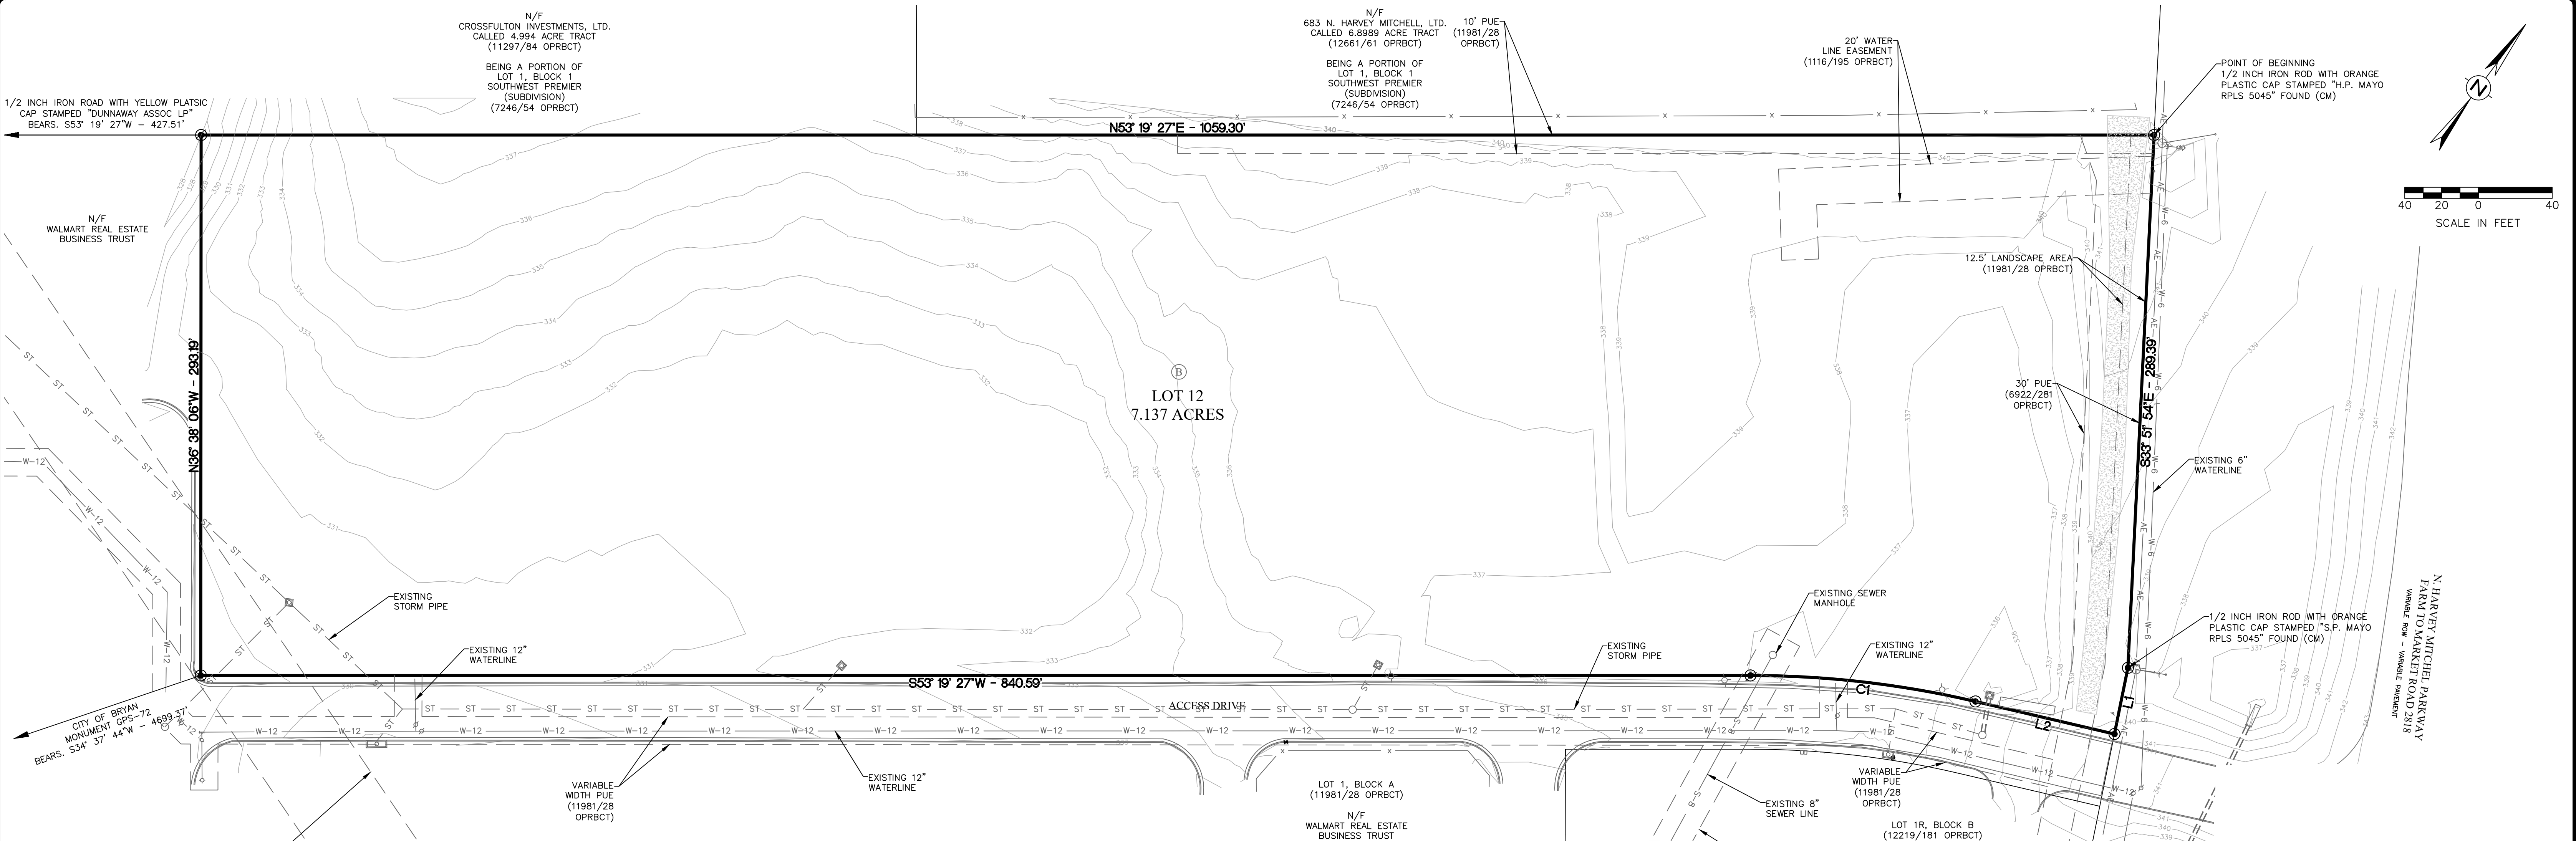 N/F
CROSSFULTON INVESTMENTS, LTD.
CALLED 4.994 ACRE TRACT
(11297/84 OPRBCT)
BEING A PORTION OF
LOT 1, BLOCK 1
SOUTHWEST PREMIER
(SUBDIVISION)
(7246/54 OPRBCT)
N/F
683 N. HARVEY MITCHELL, LTD.
CALLED 6.8989 ACRE TRACT
(12661/61 OPRBCT)
BEING A PORTION OF
LOT 1, BLOCK 1
SOUTHWEST PREMIER
(SUBDIVISION)
(7246/54 OPRBCT)
10' PUE
(11981/28
OPRBCT)
20' WATER
LINE EASEMENT
(1116/195 OPRBCT)
POINT OF BEGINNING
1/2 INCH IRON ROD WITH ORANGE
PLASTIC CAP STAMPED "H.P. MAYO
RPLS 5045" FOUND (CM)
N
40 20 0 40
SCALE IN FEET
1/2 INCH IRON ROAD WITH YELLOW PLATSIC
CAP STAMPED "DUNNAWAY ASSOC LP"
BEARS. S53° 19' 27"W - 427.51'
N53° 19' 27"E - 1059.30'
N/F
WALMART REAL ESTATE
BUSINESS TRUST
N36° 38' 06"W - 293.19'
12.5' LANDSCAPE AREA
(11981/28 OPRBCT)
30' PUE
(6922/281
OPRBCT)
S33° 51' 54"E - 289.39'
B
LOT 12
7.137 ACRES
EXISTING 6"
WATERLINE
N. HARVEY MITCHEL PARKWAY
FARM TO MARKET ROAD 2818
VARIABLE ROW - VARIABLE PAVEMENT
1/2 INCH IRON ROD WITH ORANGE
PLASTIC CAP STAMPED "S.P. MAYO
RPLS 5045" FOUND (CM)
EXISTING
STORM PIPE
EXISTING 12"
WATERLINE
EXISTING SEWER
MANHOLE
EXISTING
STORM PIPE
EXISTING 12"
WATERLINE
S53° 19' 27"W - 840.59'
C1
L2
L1
ACCESS DRIVE
CITY OF BRYAN
MONUMENT GPS-72
BEARS. S34° 37' 44"W - 4699.37'
VARIABLE
WIDTH PUE
(11981/28
OPRBCT)
EXISTING 12"
WATERLINE
LOT 1, BLOCK A
(11981/28 OPRBCT)
N/F
WALMART REAL ESTATE
BUSINESS TRUST
EXISTING 8"
SEWER LINE
VARIABLE
WIDTH PUE
(11981/28
OPRBCT)
LOT 1R, BLOCK B
(12219/181 OPRBCT)